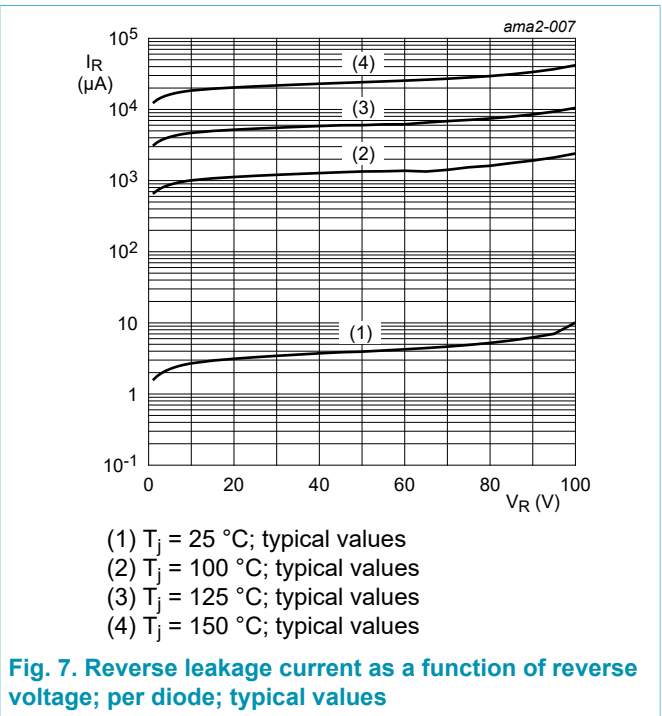 ama2-007
I_R
(µA)
10^5
10^4
10^3
10^2
10
1
10^-1
(4)
(3)
(2)
(1)
0 20 40 60 80 100
V_R (V)
(1) T_j = 25 °C; typical values
(2) T_j = 100 °C; typical values
(3) T_j = 125 °C; typical values
(4) T_j = 150 °C; typical values
Fig. 7. Reverse leakage current as a function of reverse
voltage; per diode; typical values